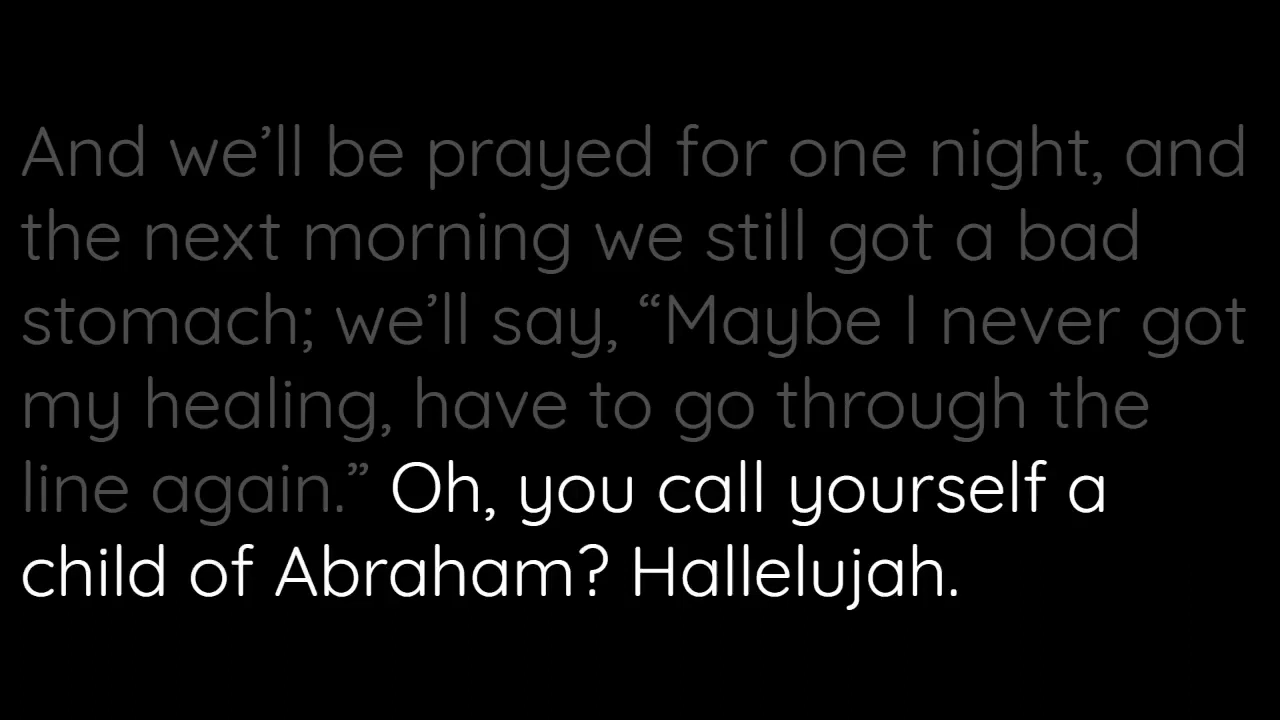 And we’ll be prayed for one night, and
the next morning we still got a bad
stomach; we’ll say, “Maybe I never got
my healing, have to go through the
line again.” Oh, you call yourself a
child of Abraham? Hallelujah.